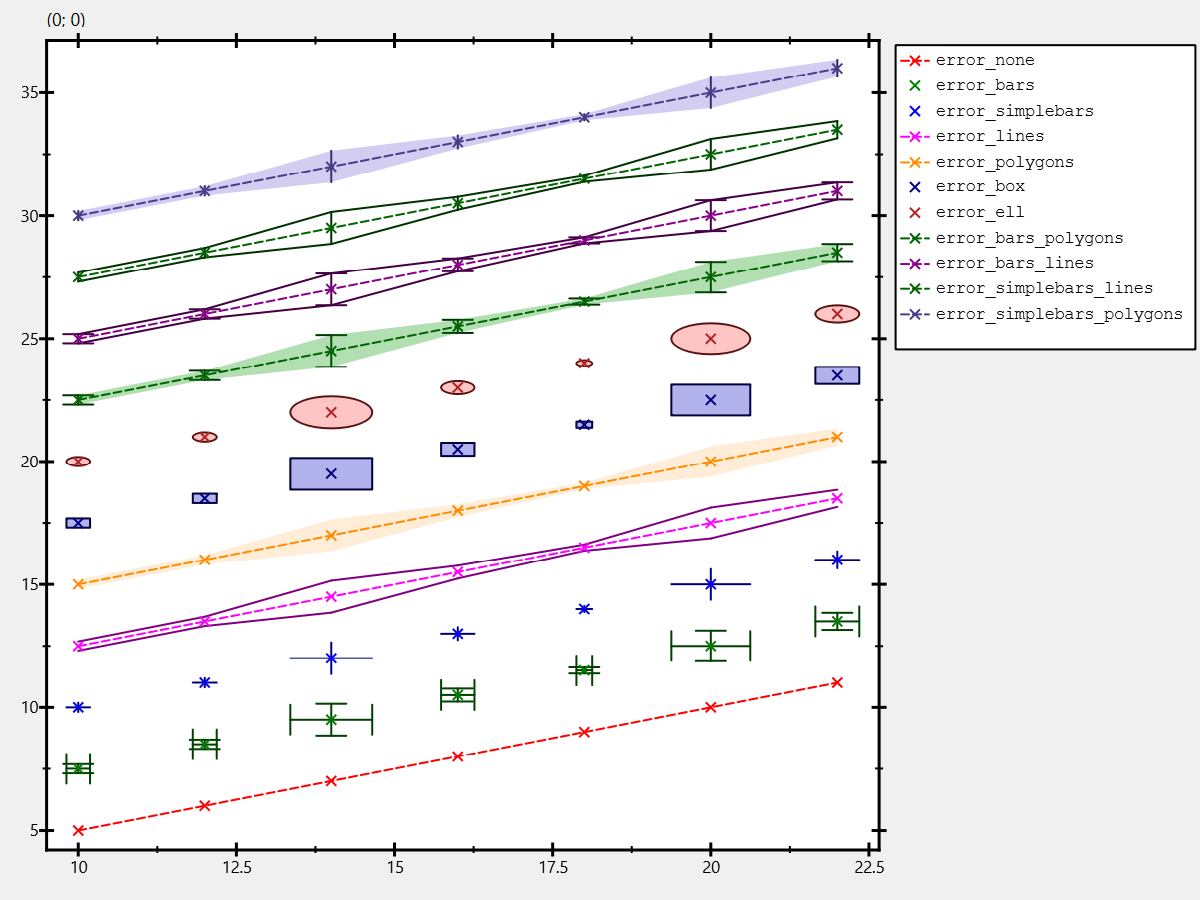 (0; 0)
35
30
25
20
15
10
5
10 12.5 15 17.5 20 22.5
error_none
error_bars
error_simplebars
error_lines
error_polygons
error_box
error_ell
error_bars_polygons
error_bars_lines
error_simplebars_lines
error_simplebars_polygons